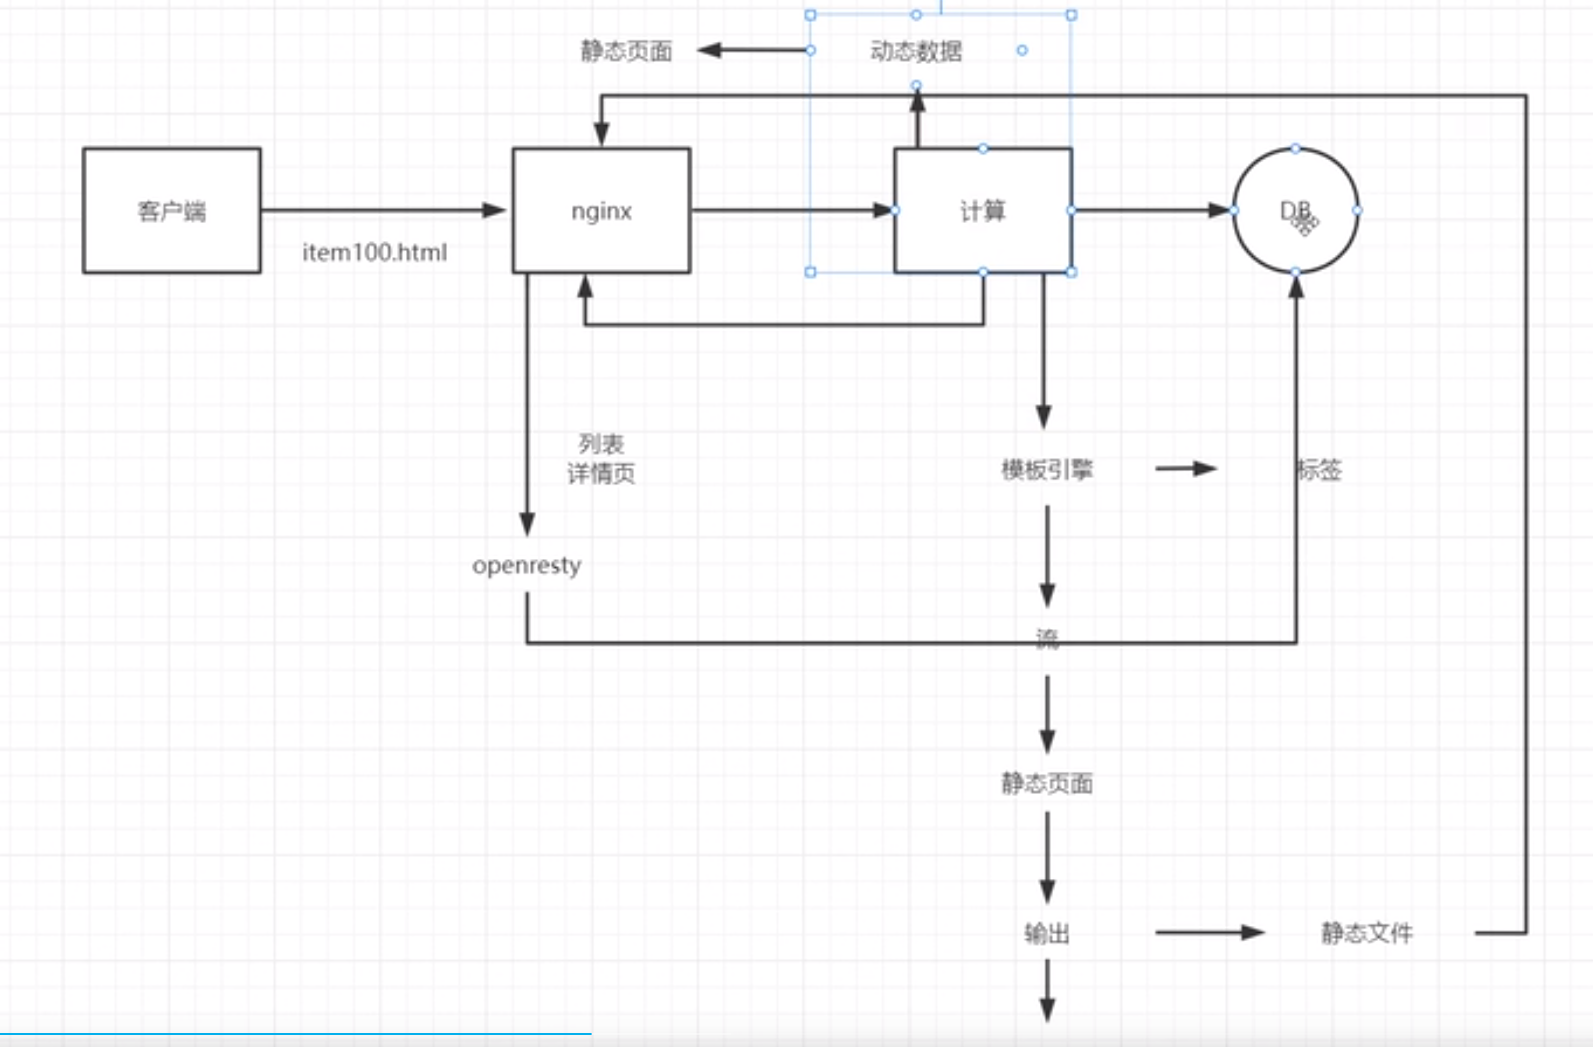 静态页面
动态数据
客户端
item100.html
nginx
计算
DB
列表
详情页
openresty
模板引擎
标签
流
静态页面
输出
静态文件